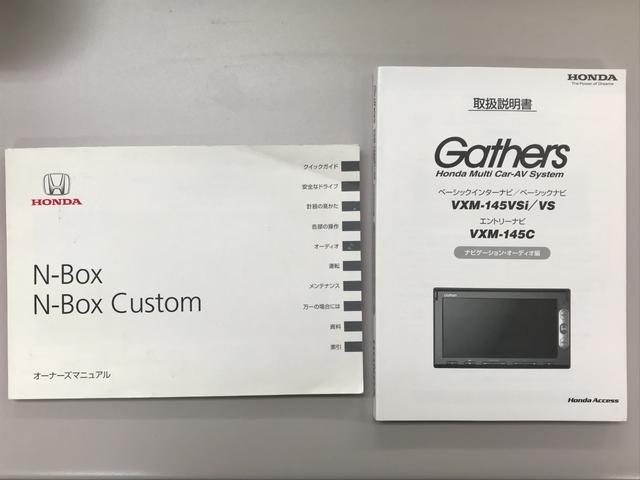 HONDA
N-Box
N-Box Custom
オーナーズマニュアル
クイックガイド
安全なドライブ
計器の見かた
各部の操作
オーディオ
運転
メンテナンス
万一の場合には
資料
索引
HONDA
The Power of Dreams
取扱説明書
Gathers
Honda Multi Car-AV System
ベーシックインターナビ/ベーシックナビ
VXM-145VSi/VS
エントリーナビ
VXM-145C
ナビゲーション・オーディオ編
Gathers
Honda Access